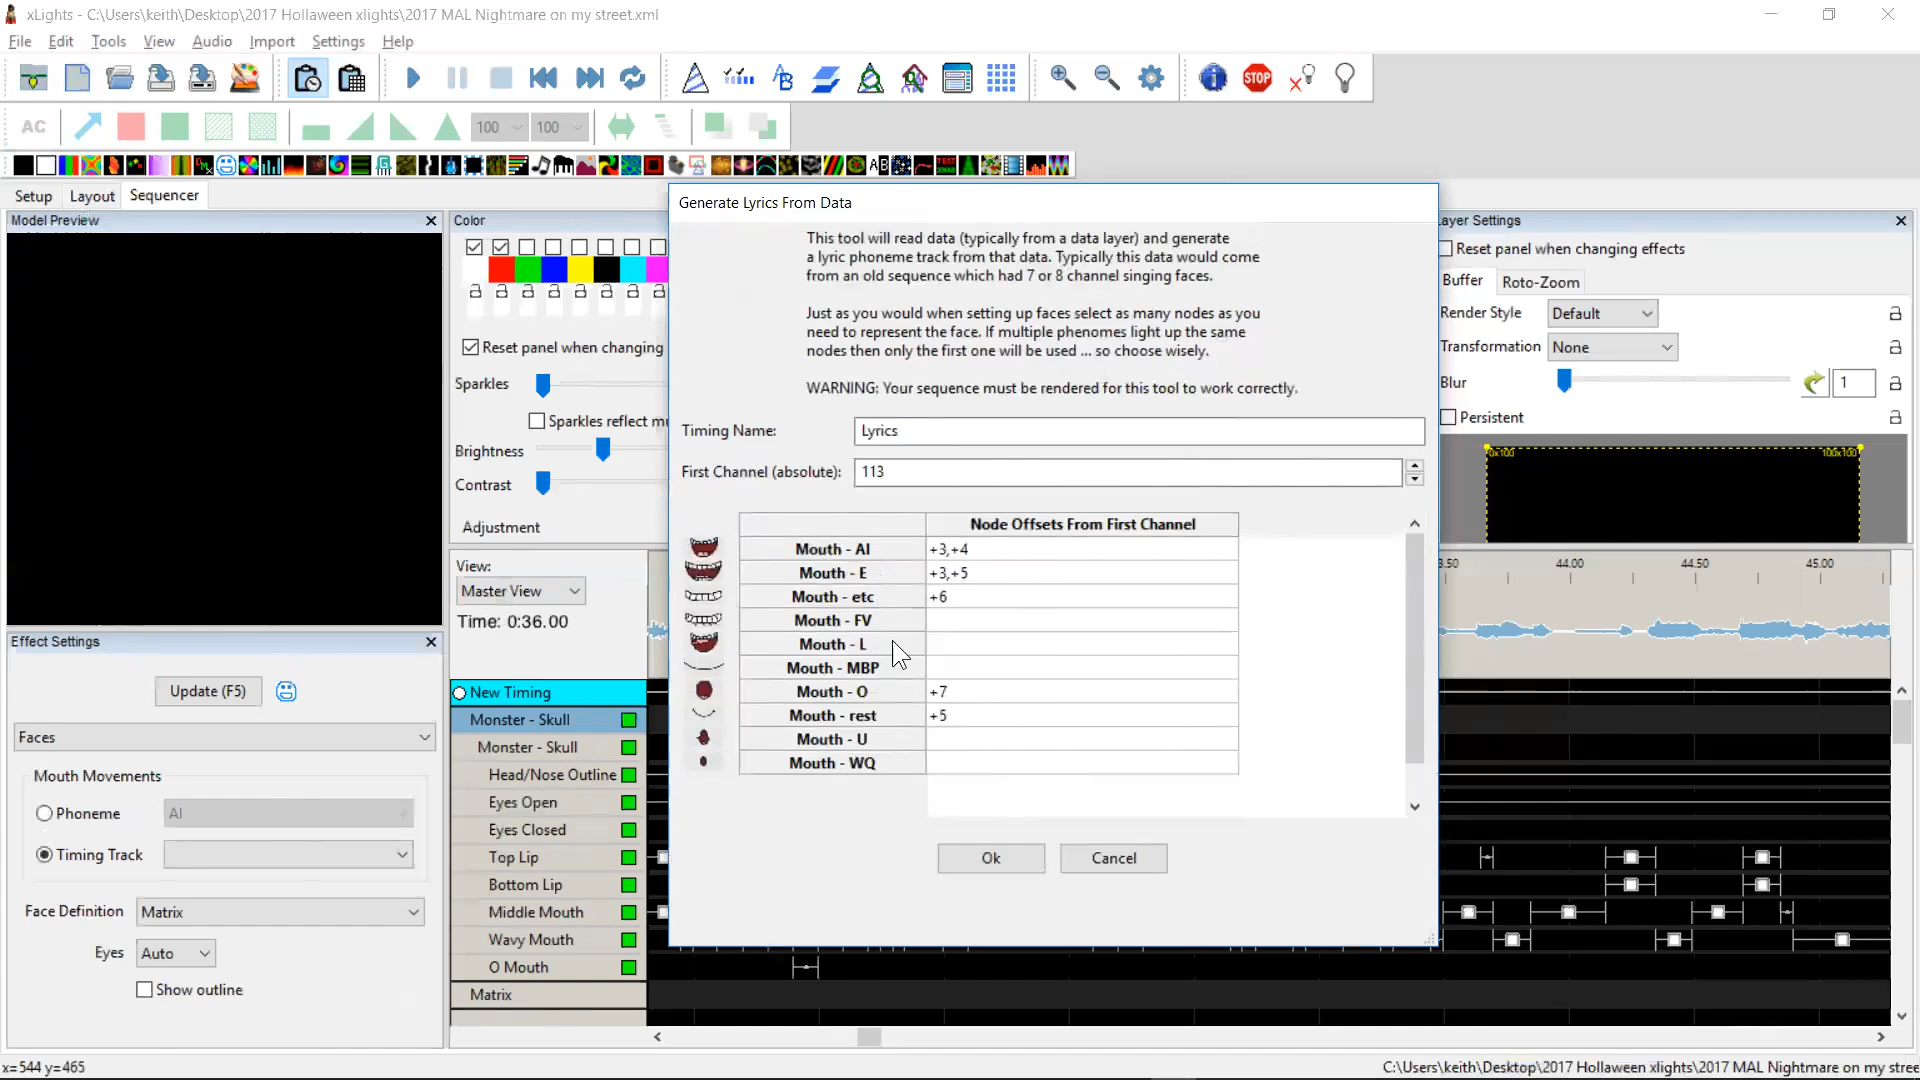 xLights - C:\Users\keith\Desktop\2017 Hollaween xlights\2017 MAL Nightmare on my street.xml
File Edit Tools View Audio Import Settings Help
AC 100 100
Setup Layout Sequencer
Model Preview
Color
Reset panel when changing
Sparkles
Sparkles reflect mu
Brightness
Contrast
Adjustment
View:
Master View
Time: 0:36.00
Generate Lyrics From Data
This tool will read data (typically from a data layer) and generate
a lyric phoneme track from that data. Typically this data would come
from an old sequence which had 7 or 8 channel singing faces.
Just as you would when setting up faces select as many nodes as you
need to represent the face. If multiple phenomes light up the same
nodes then only the first one will be used ... so choose wisely.
WARNING: Your sequence must be rendered for this tool to work correctly.
Timing Name: Lyrics
First Channel (absolute): 113
Node Offsets From First Channel
Mouth - AI +3,+4
Mouth - E +3,+5
Mouth - etc +6
Mouth - FV
Mouth - L
Mouth - MBP
Mouth - O +7
Mouth - rest +5
Mouth - U
Mouth - WQ
Ok Cancel
ayer Settings
Reset panel when changing effects
Buffer Roto-Zoom
Render Style Default
Transformation None
Blur 1
Persistent
0x100 100x100
3.50 44.00 44.50 45.00
Effect Settings
Update (F5)
Faces
Mouth Movements
Phoneme AI
Timing Track
Face Definition Matrix
Eyes Auto
Show outline
New Timing
Monster - Skull
Monster - Skull
Head/Nose Outline
Eyes Open
Eyes Closed
Top Lip
Bottom Lip
Middle Mouth
Wavy Mouth
O Mouth
Matrix
x=544 y=465
C:\Users\keith\Desktop\2017 Hollaween xlights\2017 MAL Nightmare on my stree